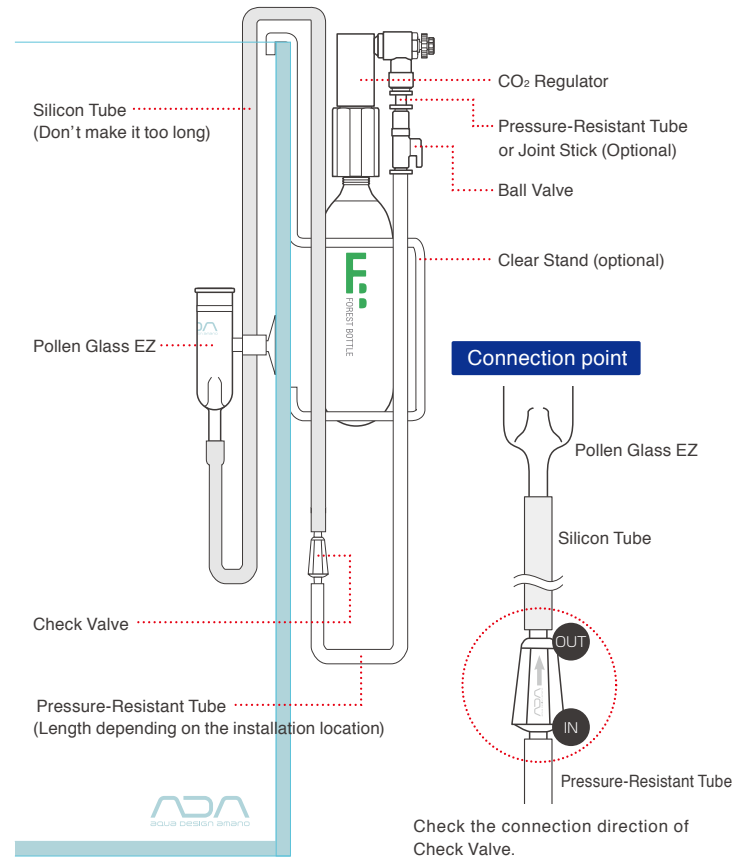 CO₂ Regulator
Silicon Tube
(Don't make it too long)
Pressure-Resistant Tube
or Joint Stick (Optional)
Ball Valve
Clear Stand (optional)
FOREST BOTTLE
ADA
Pollen Glass EZ
Connection point
Pollen Glass EZ
Silicon Tube
Check Valve
OUT
ADA
IN
Pressure-Resistant Tube
(Length depending on the installation location)
Pressure-Resistant Tube
ADA
aqua design amano
Check the connection direction of
Check Valve.